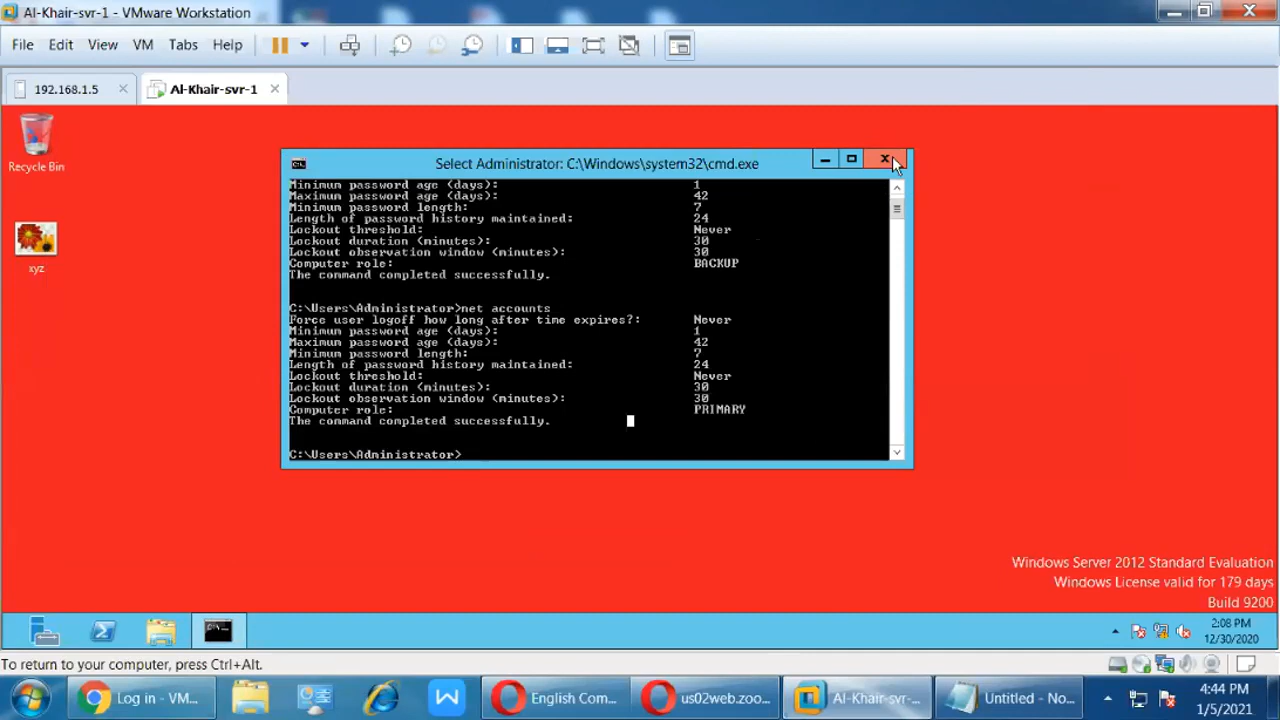 Al-Khair-svr-1 - VMware Workstation
File Edit View VM Tabs Help
192.168.1.5
Al-Khair-svr-1
Recycle Bin
xyz
Select Administrator: C:\Windows\system32\cmd.exe
Minimum password age (days): 1
Maximum password age (days): 42
Minimum password length: 7
Length of password history maintained: 24
Lockout threshold: Never
Lockout duration (minutes): 30
Lockout observation window (minutes): 30
Computer role: BACKUP
The command completed successfully.
C:\Users\Administrator>net accounts
Force user logoff how long after time expires?: Never
Minimum password age (days): 1
Maximum password age (days): 42
Minimum password length: 7
Length of password history maintained: 24
Lockout threshold: Never
Lockout duration (minutes): 30
Lockout observation window (minutes): 30
Computer role: PRIMARY
The command completed successfully.
C:\Users\Administrator>
Windows Server 2012 Standard Evaluation
Windows License valid for 179 days
Build 9200
2:08 PM
12/30/2020
To return to your computer, press Ctrl+Alt.
Log in - VM...
English Com...
us02web.zoo...
Al-Khair-svr-...
Untitled - No...
4:44 PM
1/5/2021